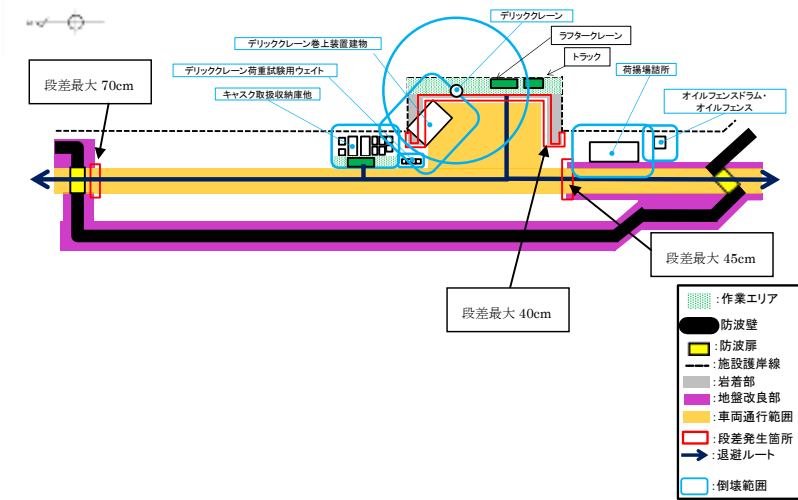 デリッククレーン
デリッククレーン巻上装置建物
ラフタークレーン
トラック
デリッククレーン荷重試験用ウェイト
荷揚場詰所
キャスク取扱収納庫他
オイルフェンスドラム・
オイルフェンス
段差最大 70cm
段差最大 45cm
段差最大 40cm
:作業エリア
:防波壁
:防波扉
:施設護岸線
:岩着部
:地盤改良部
:車両通行範囲
:段差発生箇所
:退避ルート
:倒壊範囲